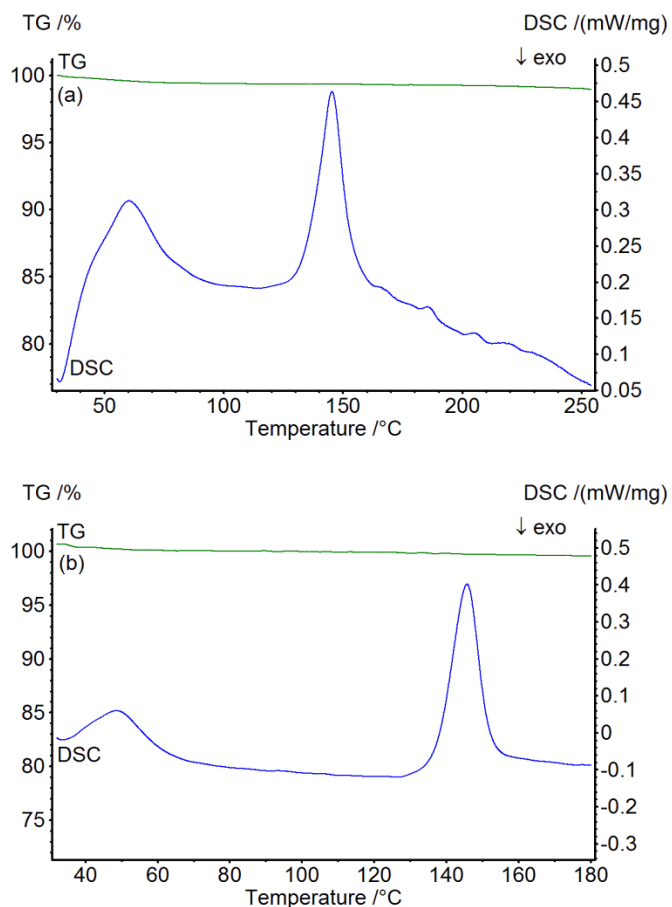 TG /% DSC /(mW/mg)
↓ exo
TG
(a)
100
95
90
85
80
0.5
0.45
0.4
0.35
0.3
0.25
0.2
0.15
0.1
0.05
DSC
50 100 150 200 250
Temperature /°C
TG /% DSC /(mW/mg)
↓ exo
TG
(b)
100
95
90
85
80
75
0.5
0.4
0.3
0.2
0.1
0
-0.1
-0.2
-0.3
DSC
40 60 80 100 120 140 160 180
Temperature /°C